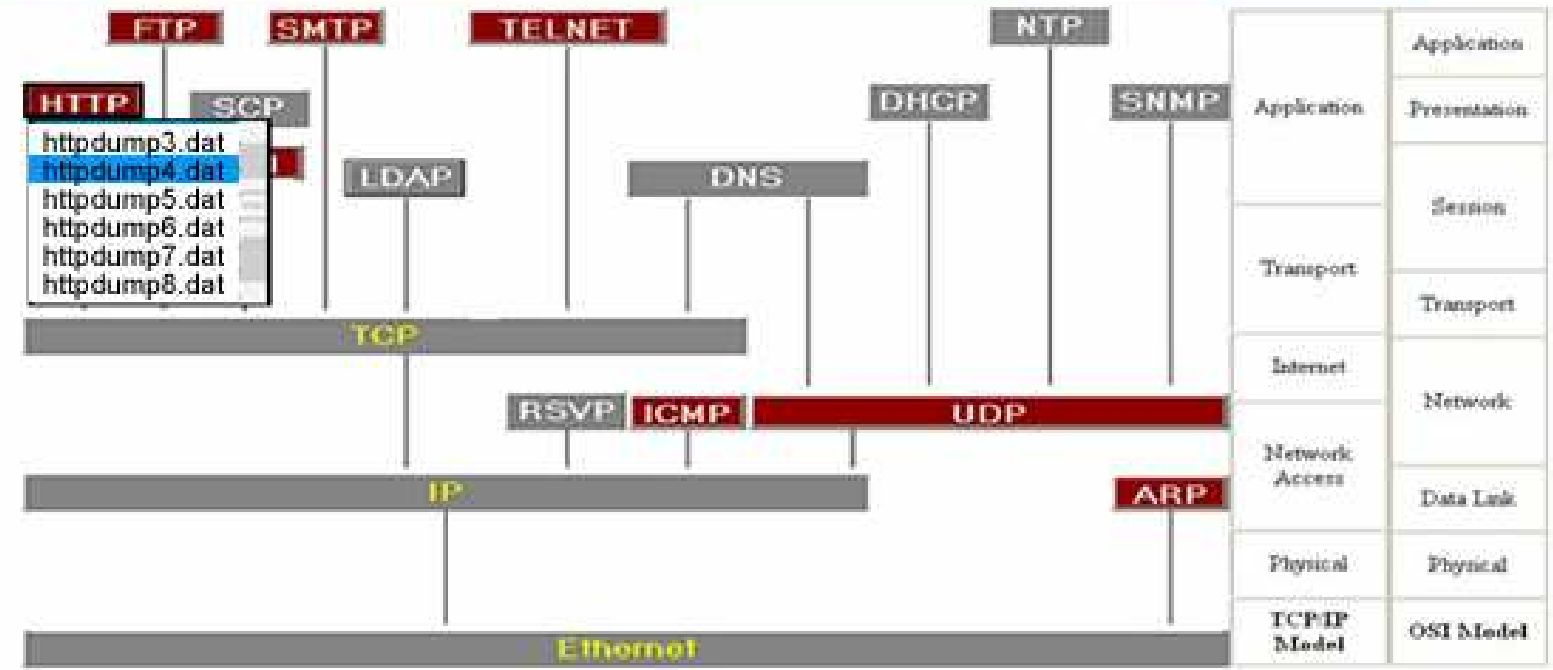 FTP
SMTP
TELNET
NTP
HTTP
SCP
DHCP
SNMP
httpdump3.dat
httpdump4.dat
httpdump5.dat
httpdump6.dat
httpdump7.dat
httpdump8.dat
LDAP
DNS
TCP
RSVP
ICMP
UDP
IP
ARP
Ethernet
Application
Transport
Internet
Network
Access
Physical
TCP/IP
Model
Application
Presentation
Session
Transport
Network
Data Link
Physical
OSI Model